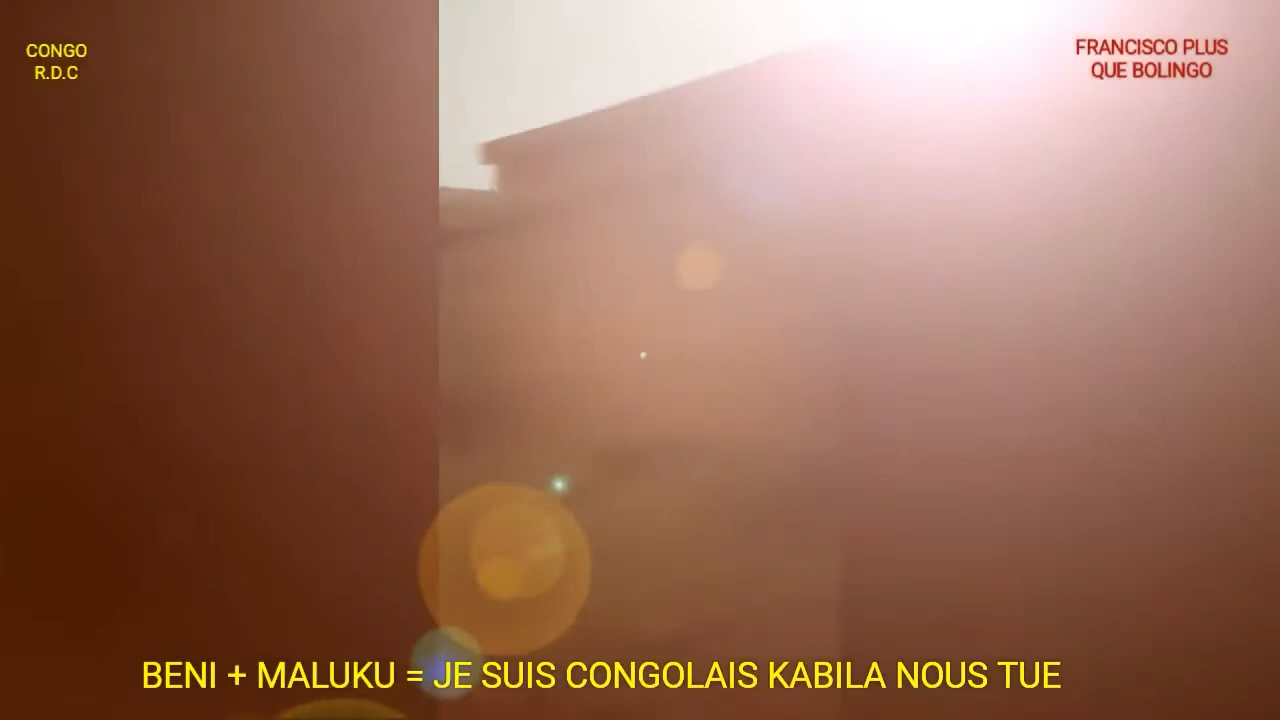 CONGO
R.D.C
FRANCISCO PLUS
QUE BOLINGO
BENI + MALUKU = JE SUIS CONGOLAIS KABILA NOUS TUE